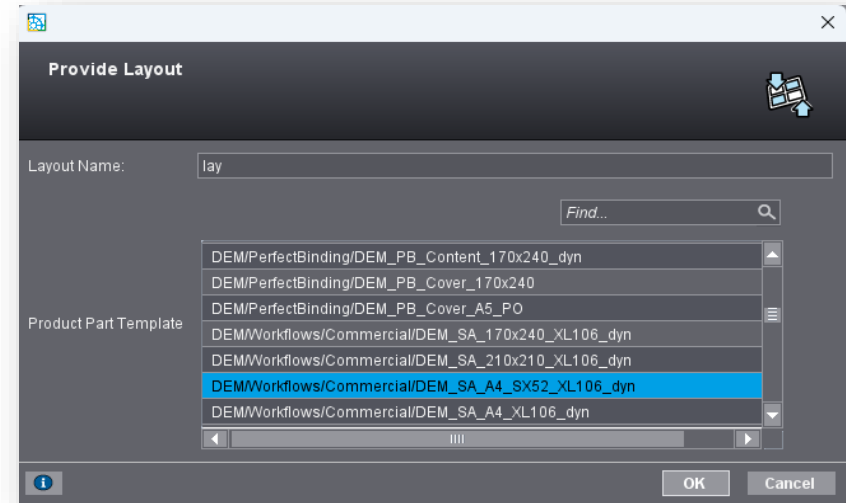 Provide Layout
Layout Name:
lay
Find...
Product Part Template
DEM/PerfectBinding/DEM_PB_Content_170x240_dyn
DEM/PerfectBinding/DEM_PB_Cover_170x240
DEM/PerfectBinding/DEM_PB_Cover_A5_PO
DEM/Workflows/Commercial/DEM_SA_170x240_XL106_dyn
DEM/Workflows/Commercial/DEM_SA_210x210_XL106_dyn
DEM/Workflows/Commercial/DEM_SA_A4_SX52_XL106_dyn
DEM/Workflows/Commercial/DEM_SA_A4_XL106_dyn
OK
Cancel